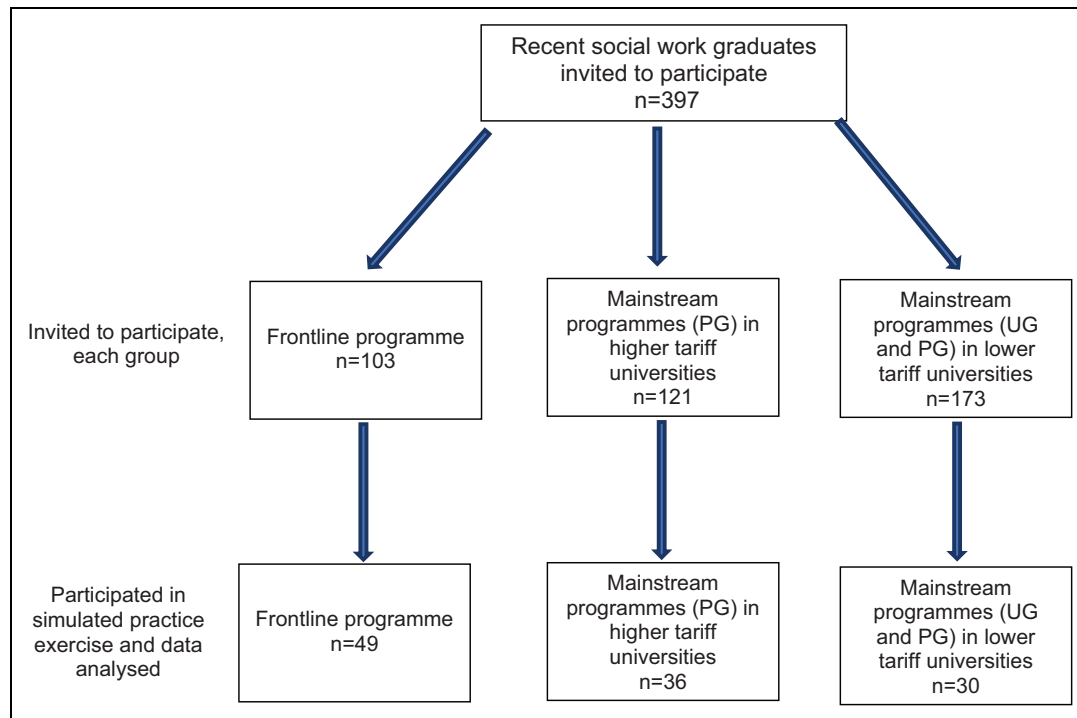 Recent social work graduates
invited to participate
n=397
Invited to participate,
each group
Frontline programme
n=103
Mainstream
programmes (PG) in
higher tariff
universities
n=121
Mainstream
programmes (UG
and PG) in lower
tariff universities
n=173
Participated in
simulated practice
exercise and data
analysed
Frontline programme
n=49
Mainstream
programmes (PG) in
higher tariff
universities
n=36
Mainstream
programmes (UG
and PG) in lower
tariff universities
n=30